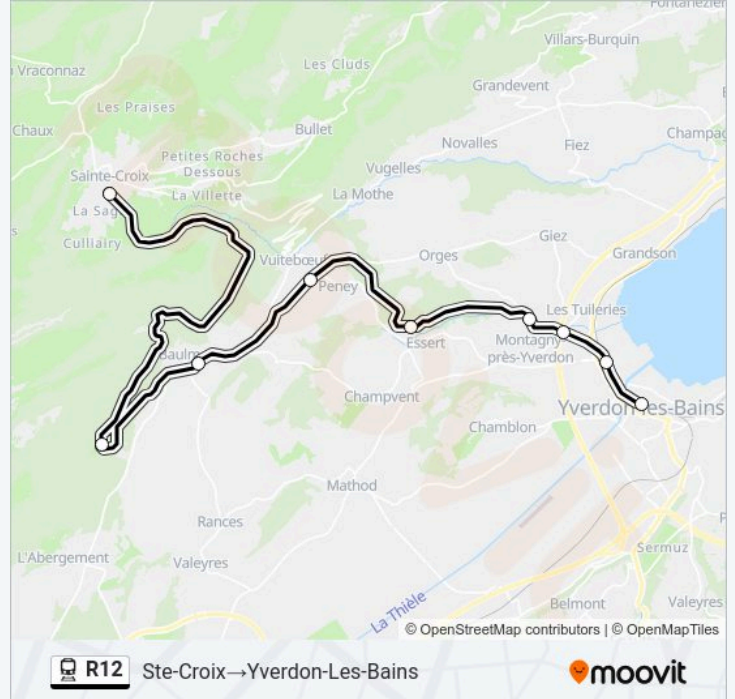 Fontanezier
Villars-Burquin
Vraconnaz
Les Cluds
Grandevent
Les Praises
Chaux
Bullet
Novalles
Fiez
Petites Roches
Dessous
Vugelles
Sainte-Croix
La Villette
La Mothe
La Sag
Culliairy
Giez
Vuitebœuf
Orges
Grandson
Peney
Les Tuileries
Essert
Montagny
près-Yverdon
Baulm
Champvent
Yverdon-les-Bains
Chamblon
Mathod
Rances
L'Abergement
Valeyres
Sermuz
La Thièle
Belmont
Valeyres
© OpenStreetMap contributors | © OpenMapTiles
R12 Ste-Croix→Yverdon-Les-Bains moovit